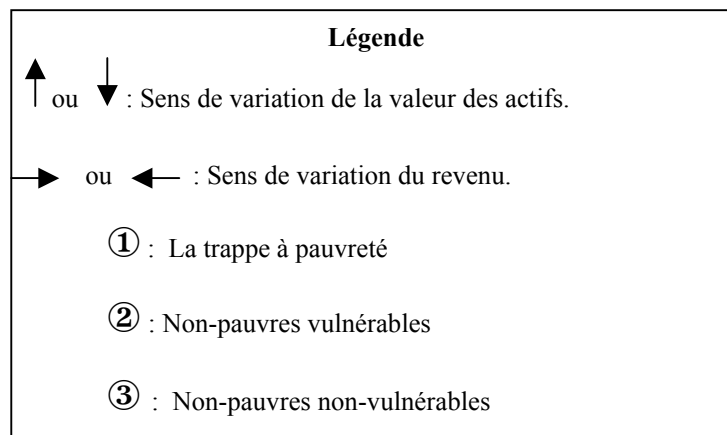 Légende
ou : Sens de variation de la valeur des actifs.
ou : Sens de variation du revenu.
① : La trappe à pauvreté
② : Non-pauvres vulnérables
③ : Non-pauvres non-vulnérables